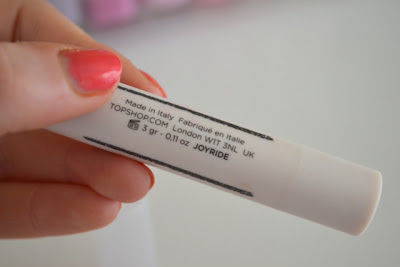 Made in Italy Fabriqué en Italie
TOPSHOP.COM London W1T 3NL UK
3 gr - 0,11 oz JOYRIDE